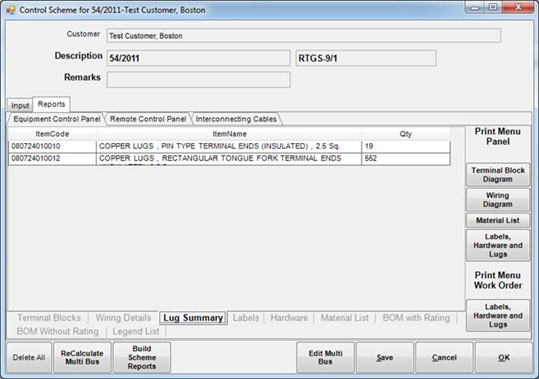 Control Scheme for 54/2011-Test Customer, Boston
Customer Test Customer, Boston
Description 54/2011 RTGS-9/1
Remarks
Input Reports
Equipment Control Panel Remote Control Panel Interconnecting Cables
ItemCode ItemName Qty
080724010010 COPPER LUGS , PIN TYPE TERMINAL ENDS (INSULATED) , 2.5 Sq. 19
080724010012 COPPER LUGS , RECTANGULAR TONGUE FORK TERMINAL ENDS 552
Print Menu
Panel
Terminal Block
Diagram
Wiring
Diagram
Material List
Labels,
Hardware and
Lugs
Print Menu
Work Order
Labels,
Hardware and
Lugs
Terminal Blocks Wiring Details Lug Summary Labels Hardware Material List BOM with Rating
BOM Without Rating Legend List
Delete All
ReCalculate
Multi Bus
Build
Scheme
Reports
Edit Multi
Bus
Save
Cancel
OK